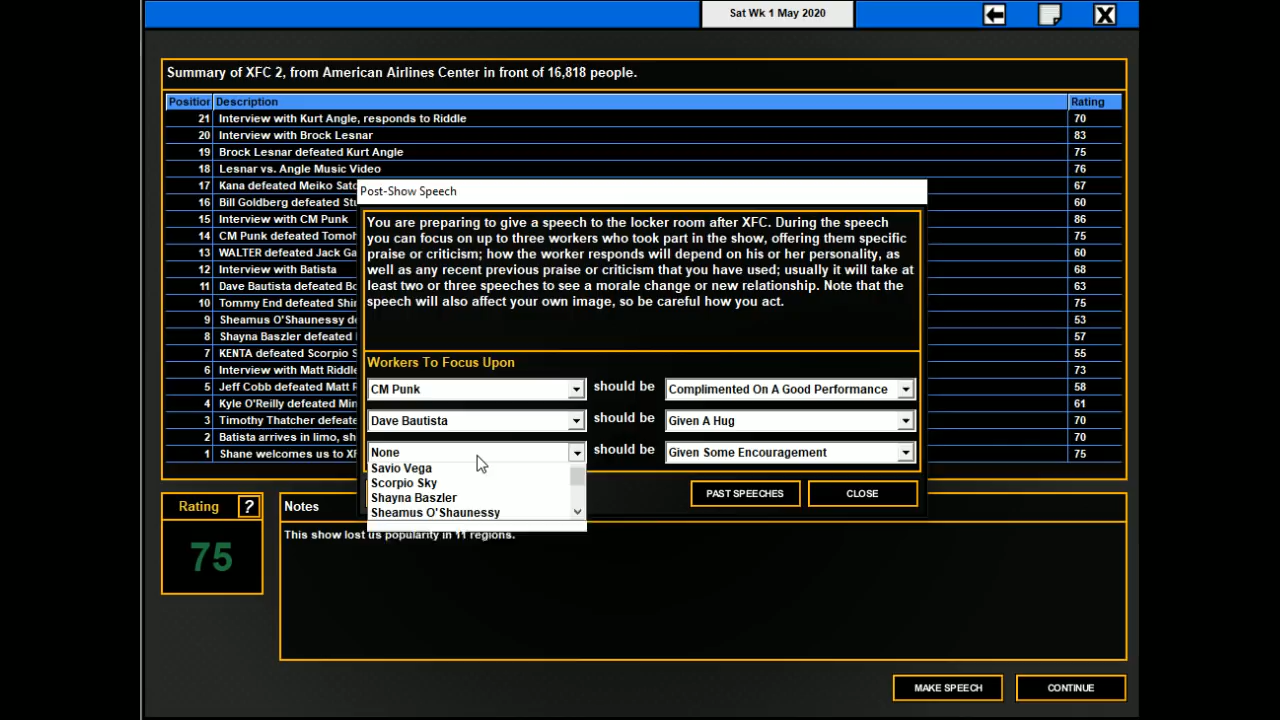 Sat Wk 1 May 2020
Summary of XFC 2, from American Airlines Center in front of 16,818 people.
Position Description Rating
21 Interview with Kurt Angle, responds to Riddle 70
20 Interview with Brock Lesnar 83
19 Brock Lesnar defeated Kurt Angle 75
18 Lesnar vs. Angle Music Video 76
17 Kana defeated Meiko Sato 67
16 Bill Goldberg defeated Stu 60
15 Interview with CM Punk 86
14 CM Punk defeated Tomoh 75
13 WALTER defeated Jack Ga 60
12 Interview with Batista 68
11 Dave Bautista defeated Bo 63
10 Tommy End defeated Shin 75
9 Sheamus O'Shaunessy de 53
8 Shayna Baszler defeated 57
7 KENTA defeated Scorpio S 55
6 Interview with Matt Riddle 73
5 Jeff Cobb defeated Matt R 58
4 Kyle O'Reilly defeated Min 61
3 Timothy Thatcher defeate 70
2 Batista arrives in limo, sh 70
1 Shane welcomes us to XF 75
Post-Show Speech
You are preparing to give a speech to the locker room after XFC. During the speech
you can focus on up to three workers who took part in the show, offering them specific
praise or criticism; how the worker responds will depend on his or her personality, as
well as any recent previous praise or criticism that you have used; usually it will take at
least two or three speeches to see a morale change or new relationship. Note that the
speech will also affect your own image, so be careful how you act.
Workers To Focus Upon
CM Punk should be Complimented On A Good Performance
Dave Bautista should be Given A Hug
None should be Given Some Encouragement
Savio Vega
Scorpio Sky
Shayna Baszler
Sheamus O'Shaunessy
PAST SPEECHES CLOSE
Rating ?
75
Notes
This show lost us popularity in 11 regions.
MAKE SPEECH CONTINUE